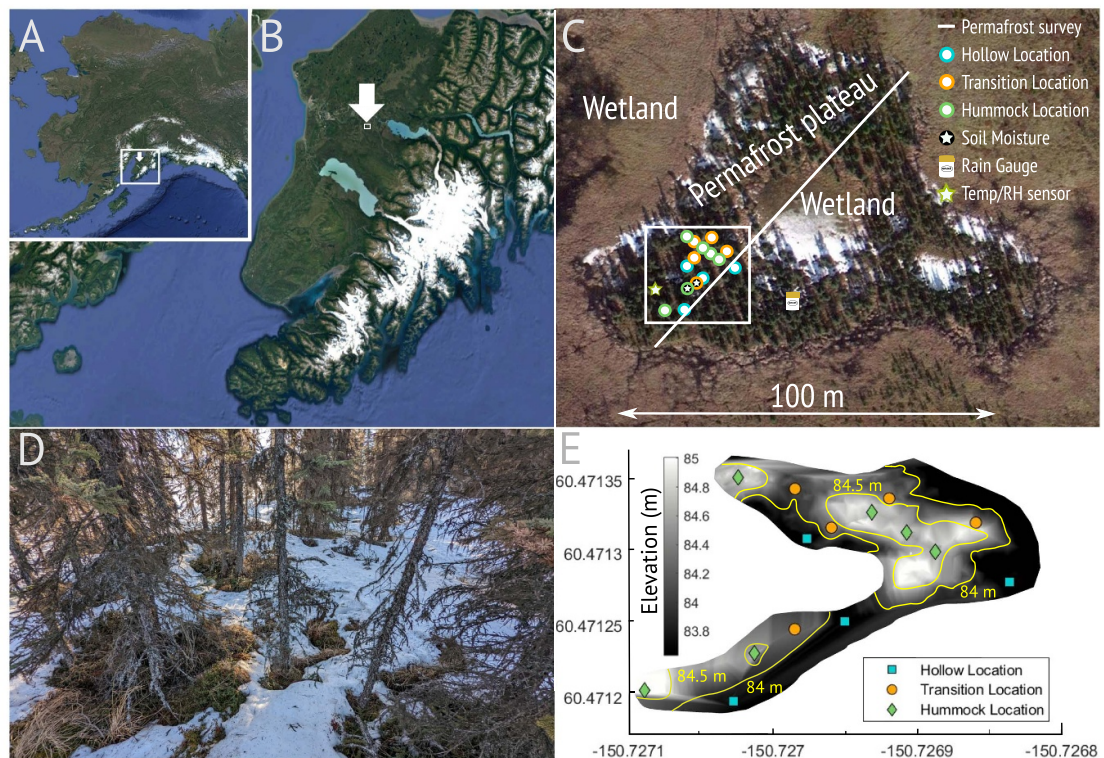 A
B
C
Permafrost survey
Hollow Location
Transition Location
Hummock Location
Soil Moisture
Rain Gauge
Temp/RH sensor
Wetland
Permafrost plateau
Wetland
100 m
D
E
60.47135
60.4713
60.47125
60.4712
Elevation (m)
85
84.8
84.6
84.4
84.2
84
83.8
84.5 m
84 m
84.5 m
84 m
Hollow Location
Transition Location
Hummock Location
-150.7271
-150.727
-150.7269
-150.7268